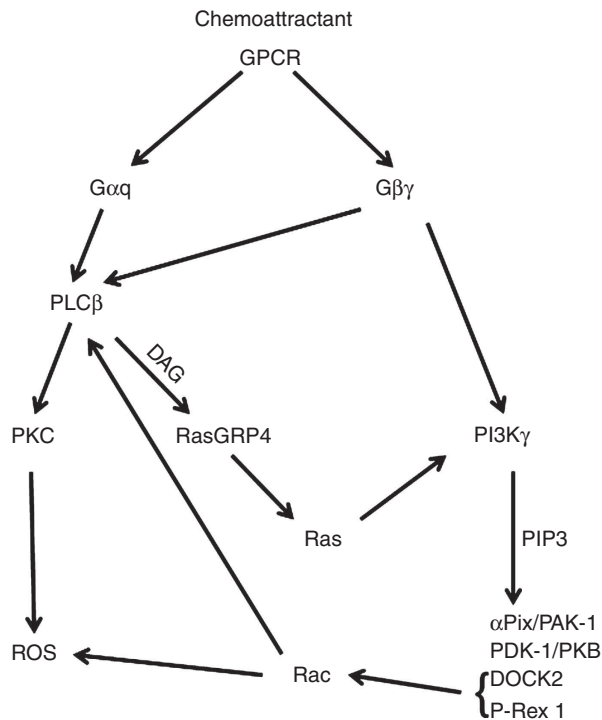 Chemoattractant
GPCR
Gαq
Gβγ
PLCβ
DAG
PKC
RasGRP4
PI3Kγ
Ras
PIP3
αPix/PAK-1
PDK-1/PKB
ROS
Rac
{DOCK2
P-Rex 1